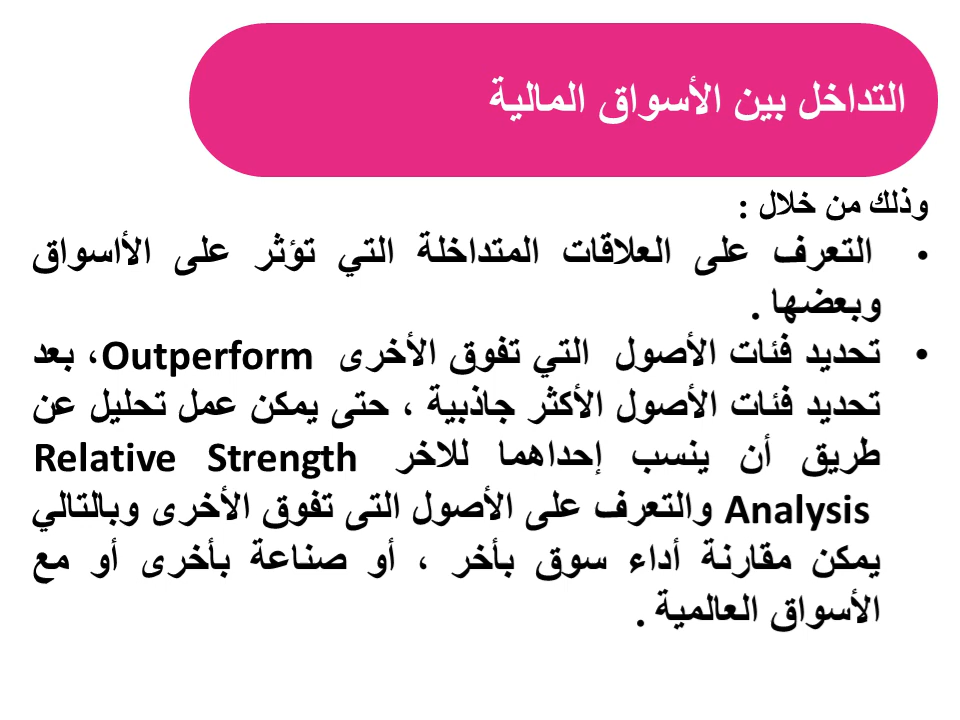 التداخل بين الأسواق المالية
وذلك من خلال :
• التعرف على العلاقات المتداخلة التي تؤثر على الأاسواق
وبعضها .
• تحديد فئات الأصول التي تفوق الأخرى Outperform، بعد
تحديد فئات الأصول الأكثر جاذبية ، حتى يمكن عمل تحليل عن
طريق أن ينسب إحداهما للاخر Relative Strength
Analysis والتعرف على الأصول التى تفوق الأخرى وبالتالي
يمكن مقارنة أداء سوق بأخر ، أو صناعة بأخرى أو مع
الأسواق العالمية .